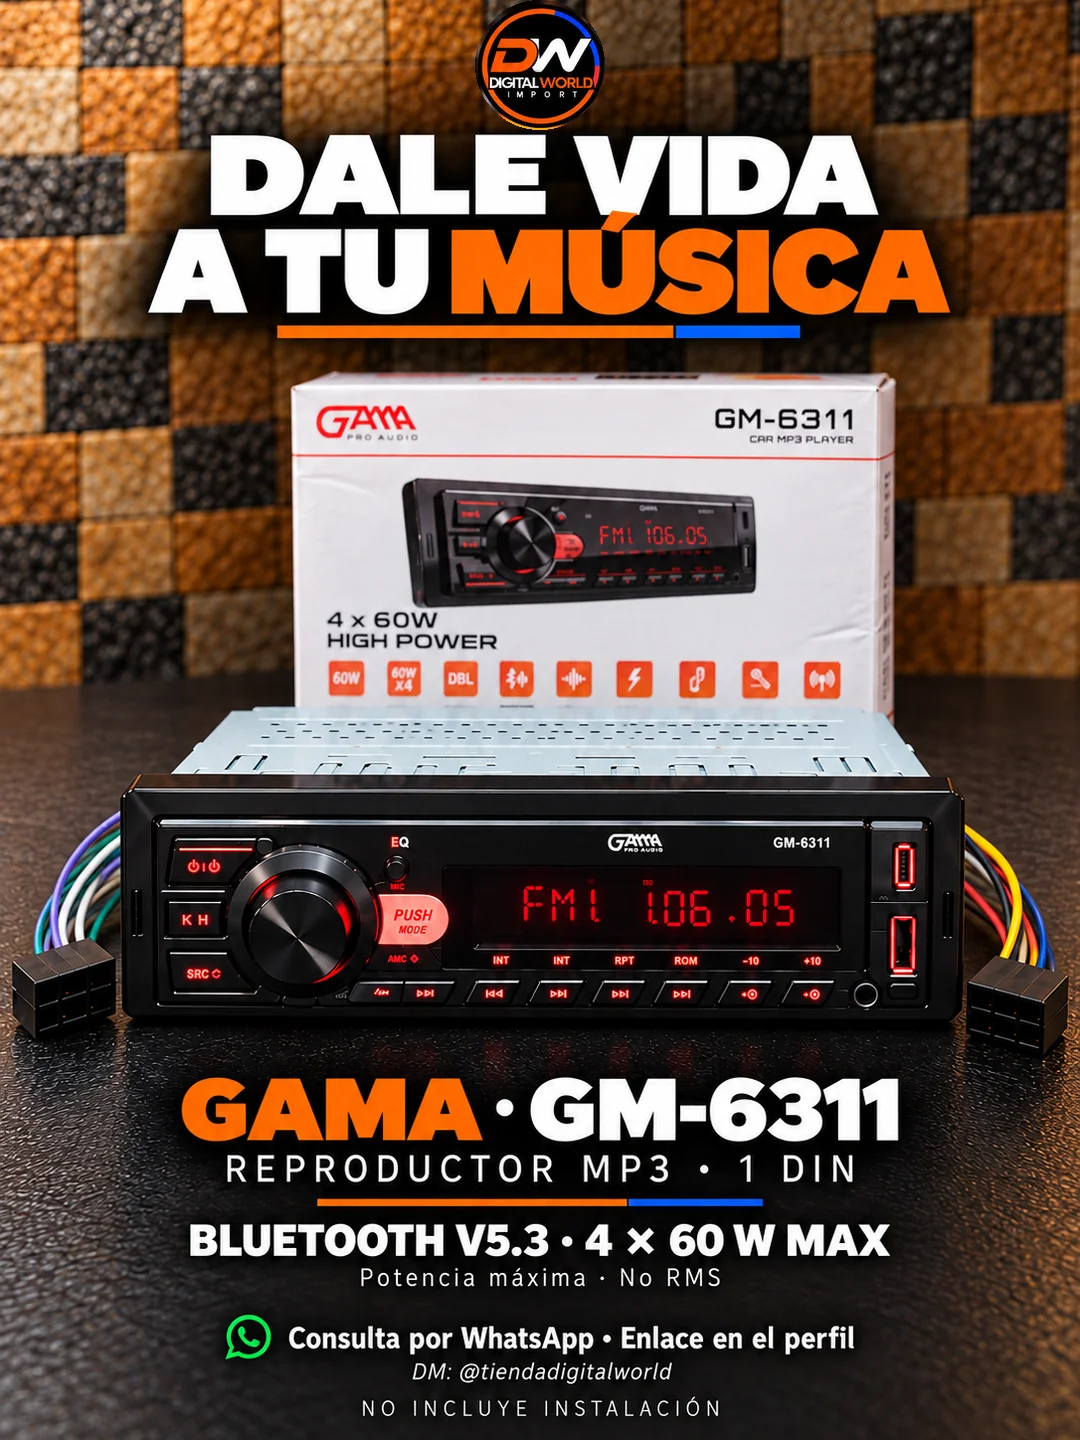 DW
DIGITAL WORLD
IMPORT
DALE VIDA
A TU MÚSICA
GAMA
PRO AUDIO
GM-6311
CAR MP3 PLAYER
GAMA
FM1 106.05
4 x 60W
HIGH POWER
60W
60W X4
DBL
EQ
GAMA
PRO AUDIO
GM-6311
MIC
KH
PUSH
MODE
FM1 106.05
SRC
AMC
INT INT RPT ROM -10 +10
GAMA · GM-6311
REPRODUCTOR MP3 · 1 DIN
BLUETOOTH V5.3 · 4 × 60 W MAX
Potencia máxima · No RMS
Consulta por WhatsApp • Enlace en el perfil
DM: @tiendadigitalworld
NO INCLUYE INSTALACIÓN